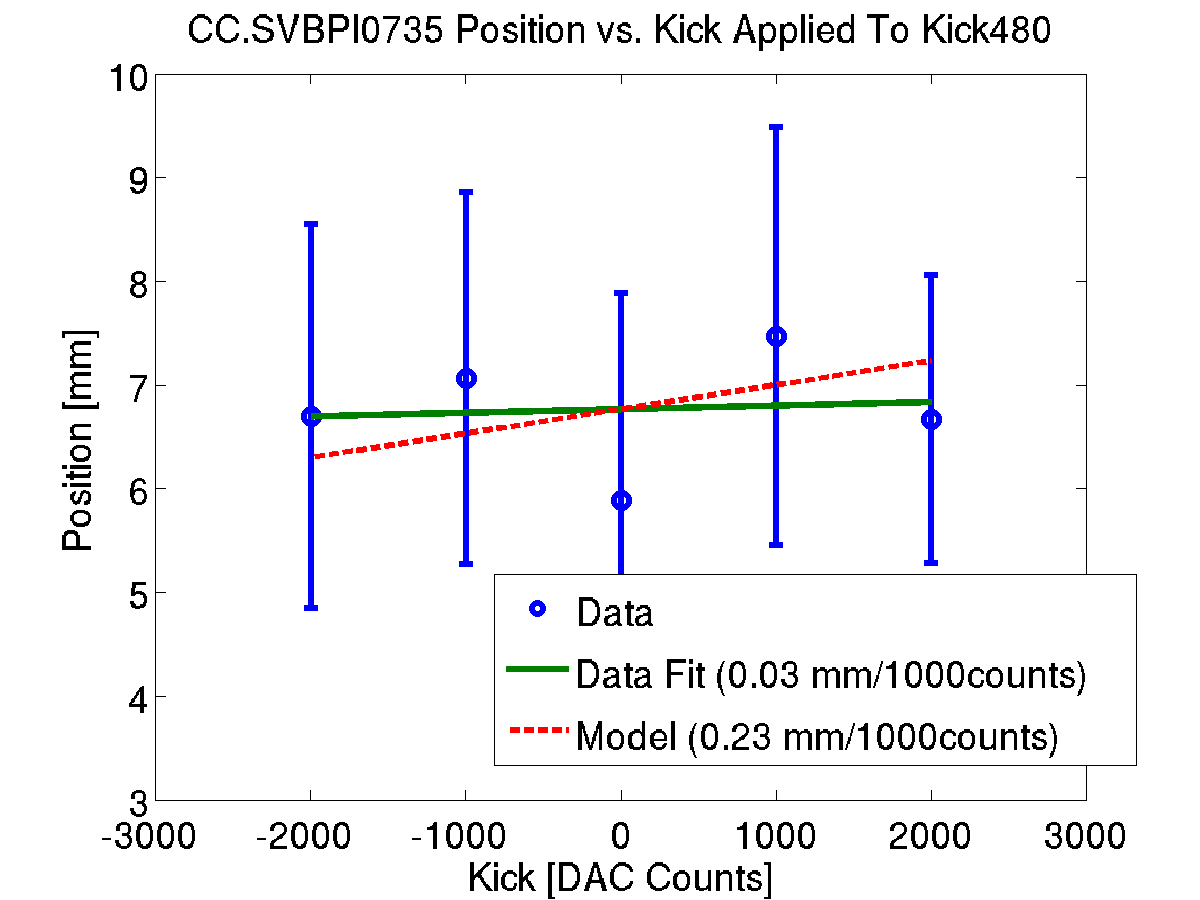 CC.SVBPI0735 Position vs. Kick Applied To Kick480
10
9
8
7
6
5
4
3
Position [mm]
Data
Data Fit (0.03 mm/1000counts)
Model (0.23 mm/1000counts)
-3000 -2000 -1000 0 1000 2000 3000
Kick [DAC Counts]